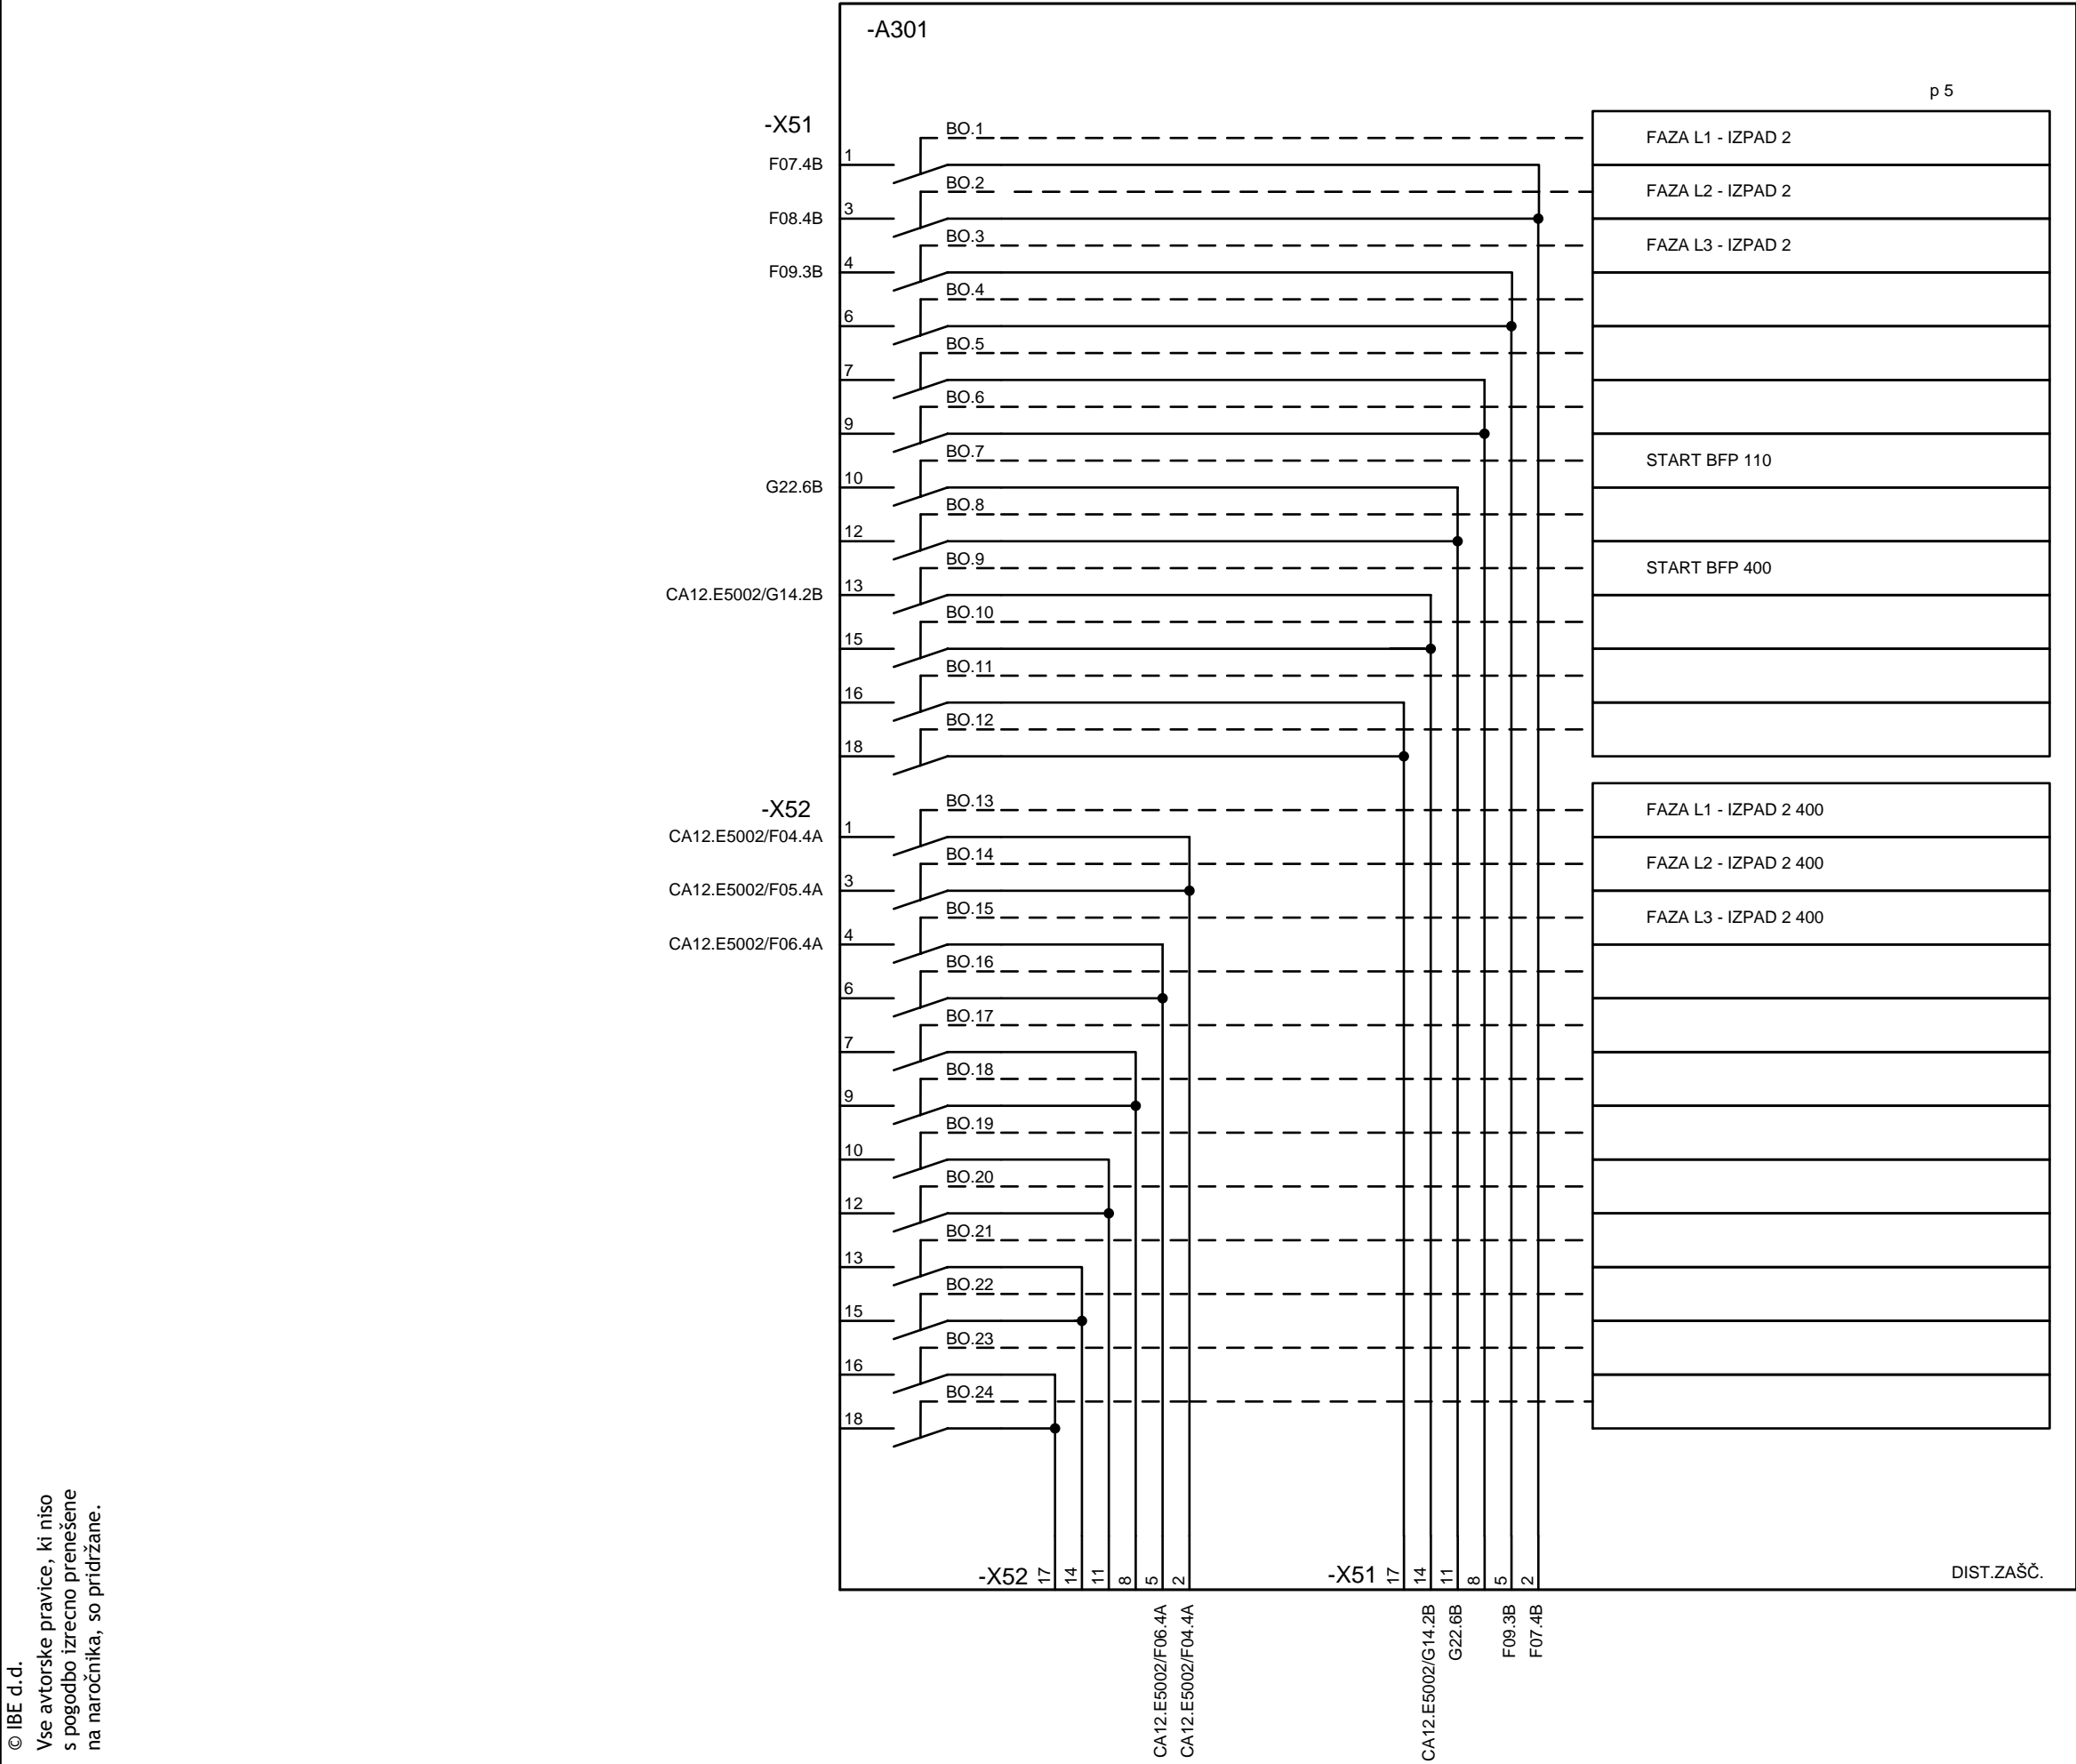 -A301
p 5
-X51
BO.1
FAZA L1 - IZPAD 2
F07.4B
1
BO.2
FAZA L2 - IZPAD 2
F08.4B
3
BO.3
FAZA L3 - IZPAD 2
F09.3B
4
BO.4
6
BO.5
7
BO.6
9
BO.7
START BFP 110
G22.6B
10
BO.8
12
BO.9
START BFP 400
CA12.E5002/G14.2B
13
BO.10
15
BO.11
16
BO.12
18
-X52
BO.13
FAZA L1 - IZPAD 2 400
CA12.E5002/F04.4A
1
BO.14
FAZA L2 - IZPAD 2 400
CA12.E5002/F05.4A
3
BO.15
FAZA L3 - IZPAD 2 400
CA12.E5002/F06.4A
4
BO.16
6
BO.17
7
BO.18
9
BO.19
10
BO.20
12
BO.21
13
BO.22
15
BO.23
16
BO.24
18
-X52
17
14
11
8
5
2
-X51
17
14
11
8
5
2
DIST.ZAŠČ.
CA12.E5002/F06.4A
CA12.E5002/F04.4A
CA12.E5002/G14.2B
G22.6B
F09.3B
F07.4B
© IBE d.d.
Vse avtorske pravice, ki niso
s pogodbo izrecno prenešene
na naročnika, so pridržane.